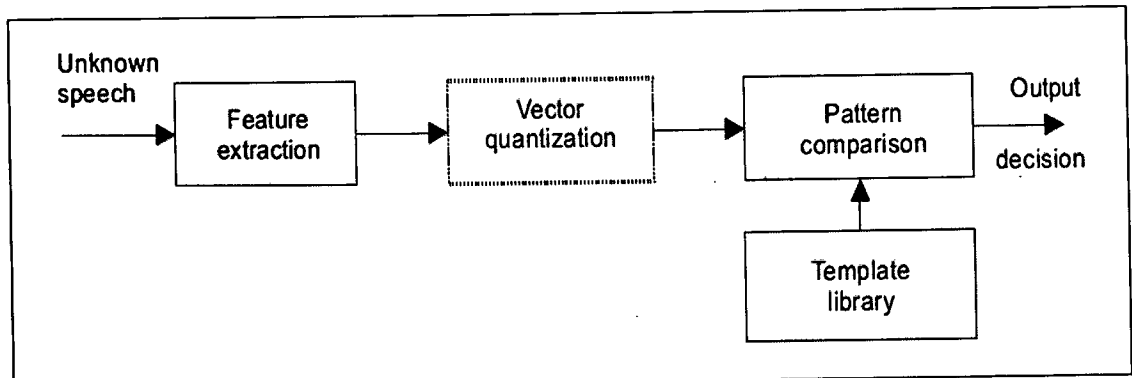 Unknown
speech
Feature
extraction
Vector
quantization
Pattern
comparison
Output
decision
Template
library